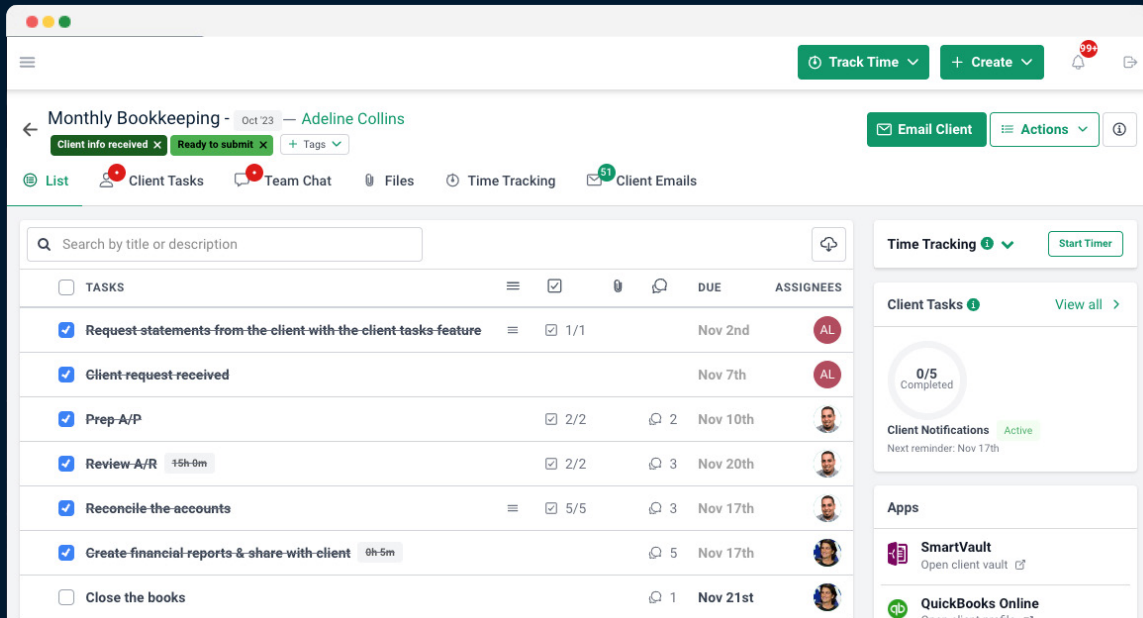 Track Time
+ Create
99+
Monthly Bookkeeping - Oct '23 — Adeline Collins
Client info received ×
Ready to submit ×
+ Tags
Email Client
Actions
List
Client Tasks
Team Chat
Files
Time Tracking
51
Client Emails
Search by title or description
TASKS DUE ASSIGNEES
Request statements from the client with the client tasks feature 1/1 Nov 2nd AL
Client request received Nov 7th AL
Prep A/P 2/2 2 Nov 10th
Review A/R 15h 0m 2/2 3 Nov 20th
Reconcile the accounts 5/5 3 Nov 17th
Create financial reports & share with client 0h 5m 5 Nov 17th
Close the books 1 Nov 21st
Time Tracking
Start Timer
Client Tasks
View all
0/5
Completed
Client Notifications Active
Next reminder: Nov 17th
Apps
SmartVault
Open client vault
qb
QuickBooks Online